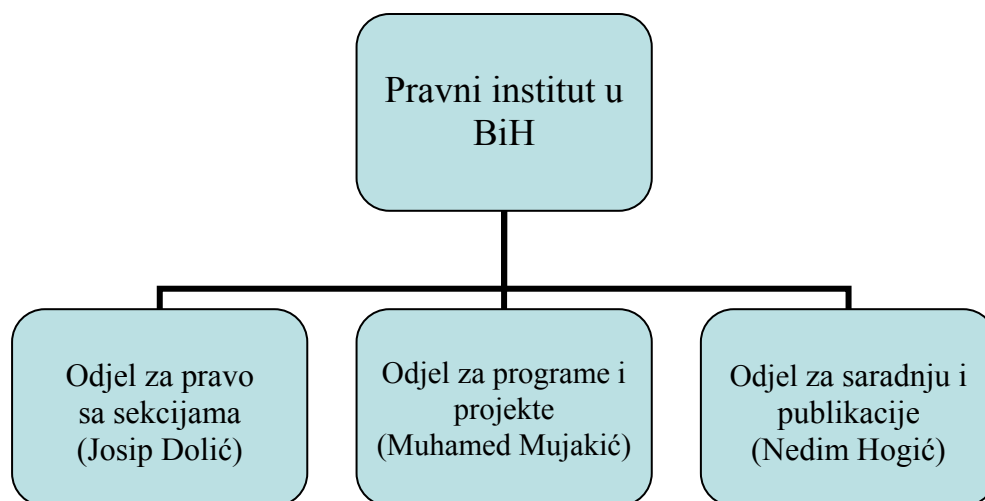 Pravni institut u
BiH
Odjel za pravo
sa sekcijama
(Josip Dolić)
Odjel za programe i
projekte
(Muhamed Mujakić)
Odjel za saradnju i
publikacije
(Nedim Hogić)